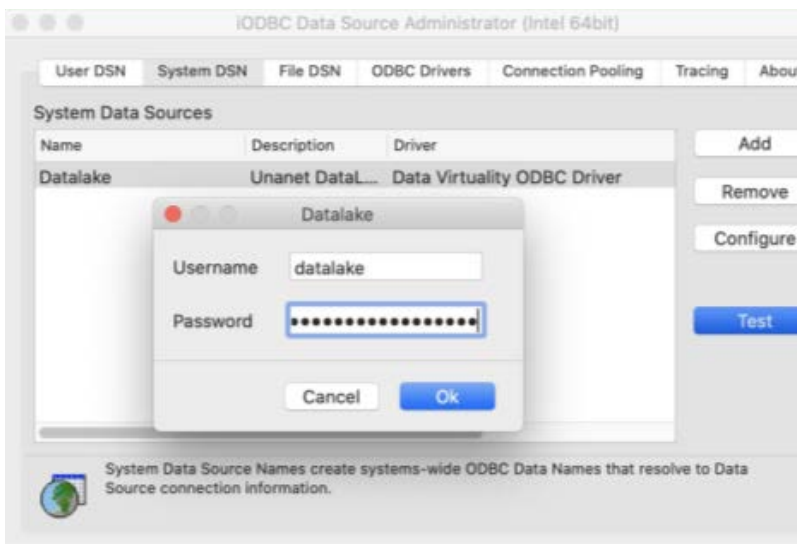 iODBC Data Source Administrator (Intel 64bit)
User DSN System DSN File DSN ODBC Drivers Connection Pooling Tracing Abou
System Data Sources
Name Description Driver
Datalake Unanet DataL... Data Virtuality ODBC Driver
Add
Remove
Configure
Test
Datalake
Username datalake
Password •••••••••••••••••
Cancel Ok
System Data Source Names create systems-wide ODBC Data Names that resolve to Data
Source connection information.